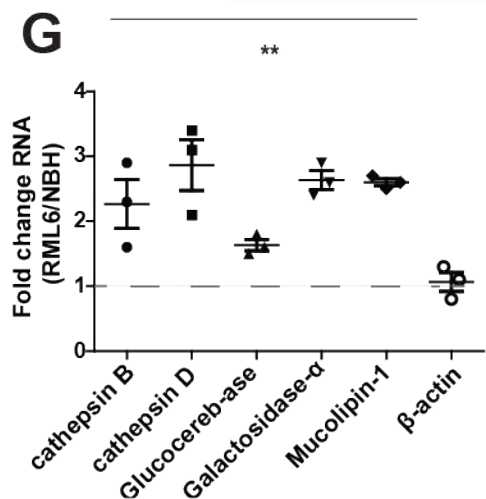 G
**
Fold change RNA
(RML6/NBH)
4
3
2
1
0
cathepsin B
cathepsin D
Glucocereb-ase
Galactosidase-α
Mucolipin-1
β-actin